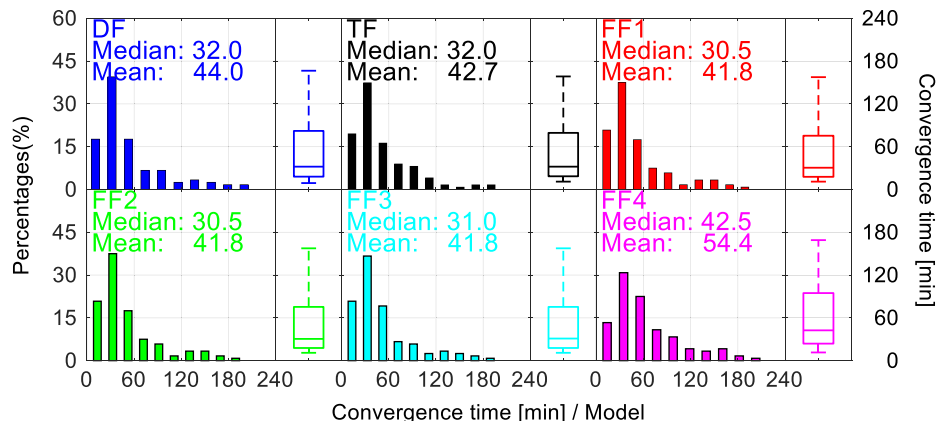 60
45
30
15
0
45
30
15
0
Percentages(%)
DF
Median: 32.0
Mean: 44.0
TF
Median: 32.0
Mean: 42.7
FF1
Median: 30.5
Mean: 41.8
FF2
Median: 30.5
Mean: 41.8
FF3
Median: 31.0
Mean: 41.8
FF4
Median: 42.5
Mean: 54.4
240
180
120
60
0
180
120
60
0
Convergence time [min]
0 60 120 180 240 0 60 120 180 240 0 60 120 180 240
Convergence time [min] / Model